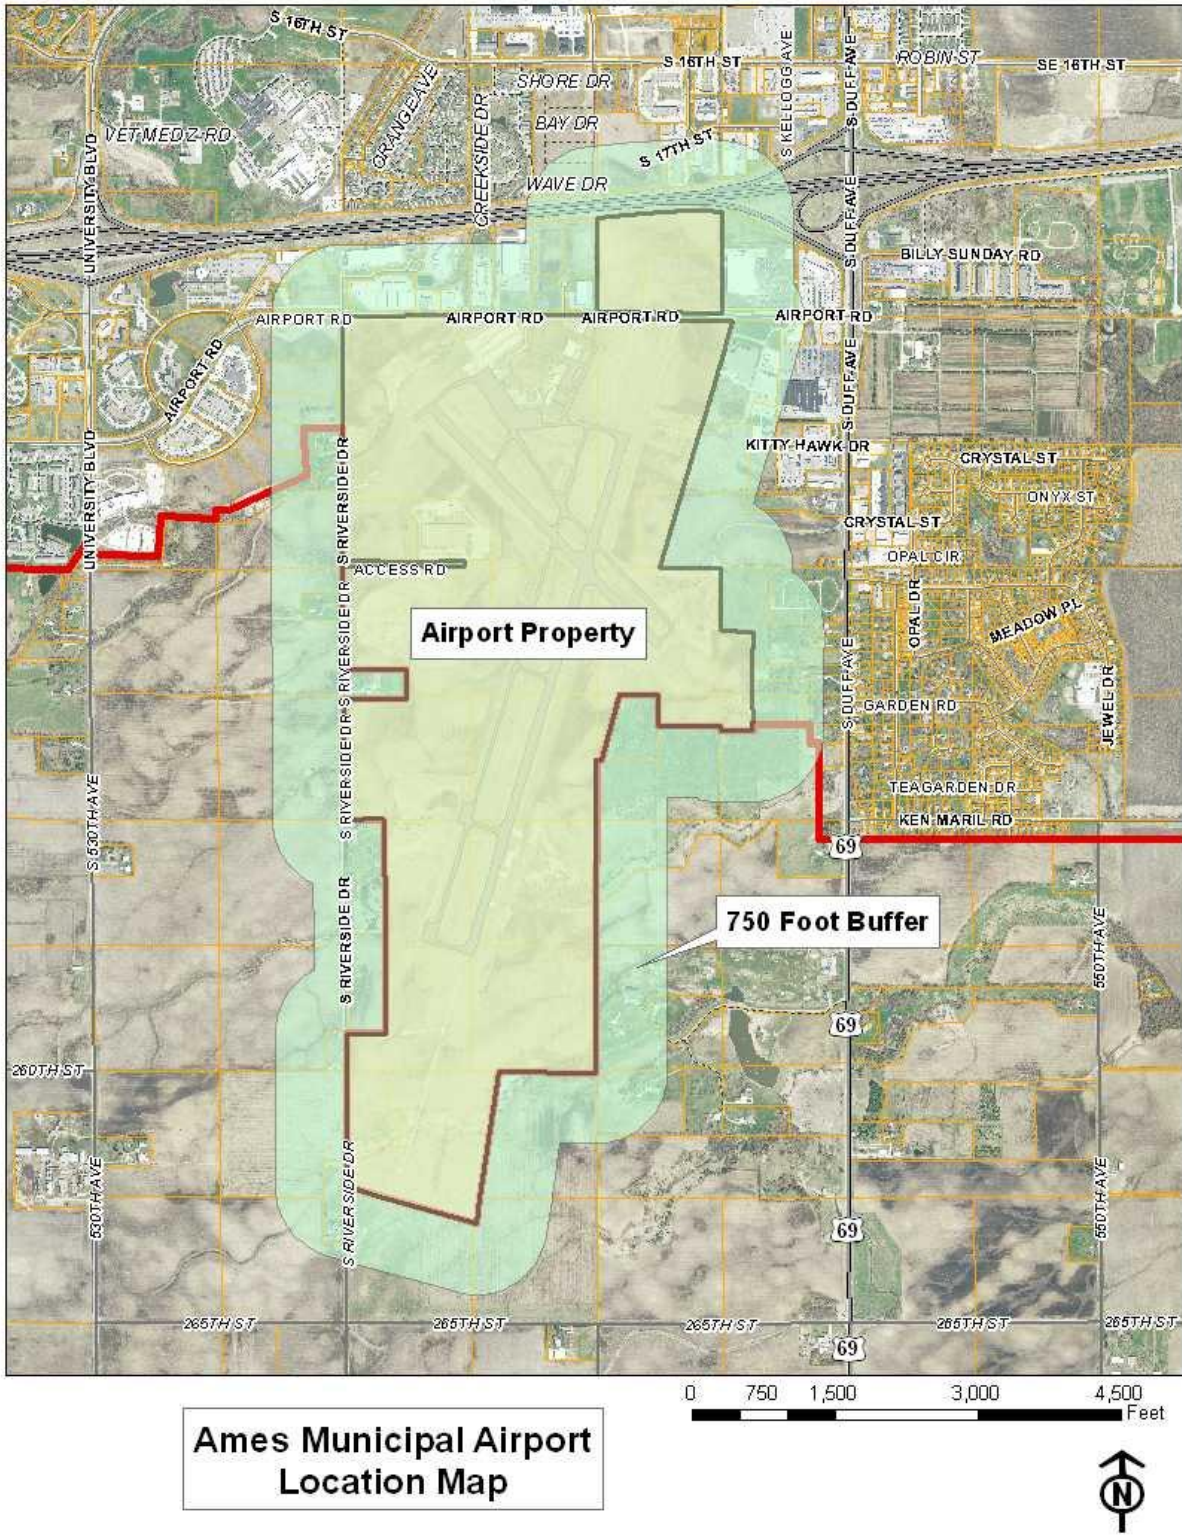 S 16TH ST
S 16TH ST
SE 16TH ST
ROBIN ST
S KELLOGG AVE
S DUFF AVE
SHORE DR
ORANGE AVE
CREEKSIDE DR
BAY DR
VET MED Z RD
S 17TH ST
WAVE DR
UNIVERSITY BLVD
S DUFF AVE
BILLY SUNDAY RD
AIRPORT RD
AIRPORT RD
AIRPORT RD
AIRPORT RD
AIRPORT RD
S DUFF AVE
KITTY HAWK DR
CRYSTAL ST
ONYX ST
UNIVERSITY BLVD
S RIVERSIDE DR
CRYSTAL ST
OPAL CIR
ACCESS RD
OPAL DR
MEADOW PL
Airport Property
S RIVERSIDE DR
S DUFF AVE
GARDEN RD
JEWEL DR
S RIVERSIDE DR
TEAGARDEN DR
KEN MARIL RD
S 530TH AVE
69
S RIVERSIDE DR
750 Foot Buffer
550TH AVE
69
260TH ST
530TH AVE
S RIVERSIDE DR
550TH AVE
69
265TH ST
265TH ST
265TH ST
265TH ST
265TH ST
69
0 750 1,500 3,000 4,500
Feet
Ames Municipal Airport
Location Map
N